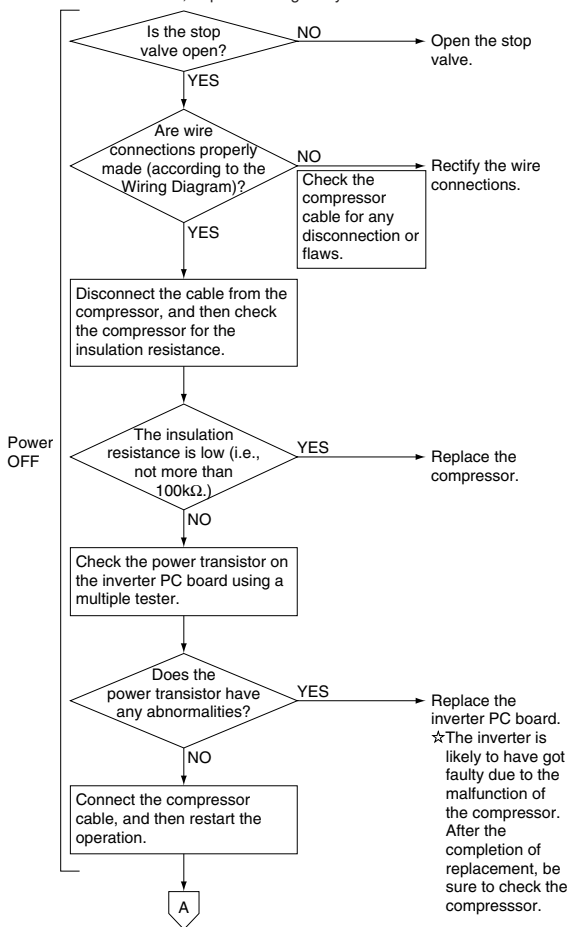 Is the stop
valve open?
NO
Open the stop
valve.
YES
Are wire
connections properly
made (according to the
Wiring Diagram)?
NO
Rectify the wire
connections.
Check the
compressor
cable for any
disconnection or
flaws.
YES
Disconnect the cable from the
compressor, and then check
the compressor for the
insulation resistance.
Power
OFF
The insulation
resistance is low (i.e.,
not more than
100kΩ.)
YES
Replace the
compressor.
NO
Check the power transistor on
the inverter PC board using a
multiple tester.
Does the
power transistor have
any abnormalities?
YES
Replace the
inverter PC board.
☆The inverter is
likely to have got
faulty due to the
malfunction of
the compressor.
After the
completion of
replacement, be
sure to check the
compresssor.
NO
Connect the compressor
cable, and then restart the
operation.
A